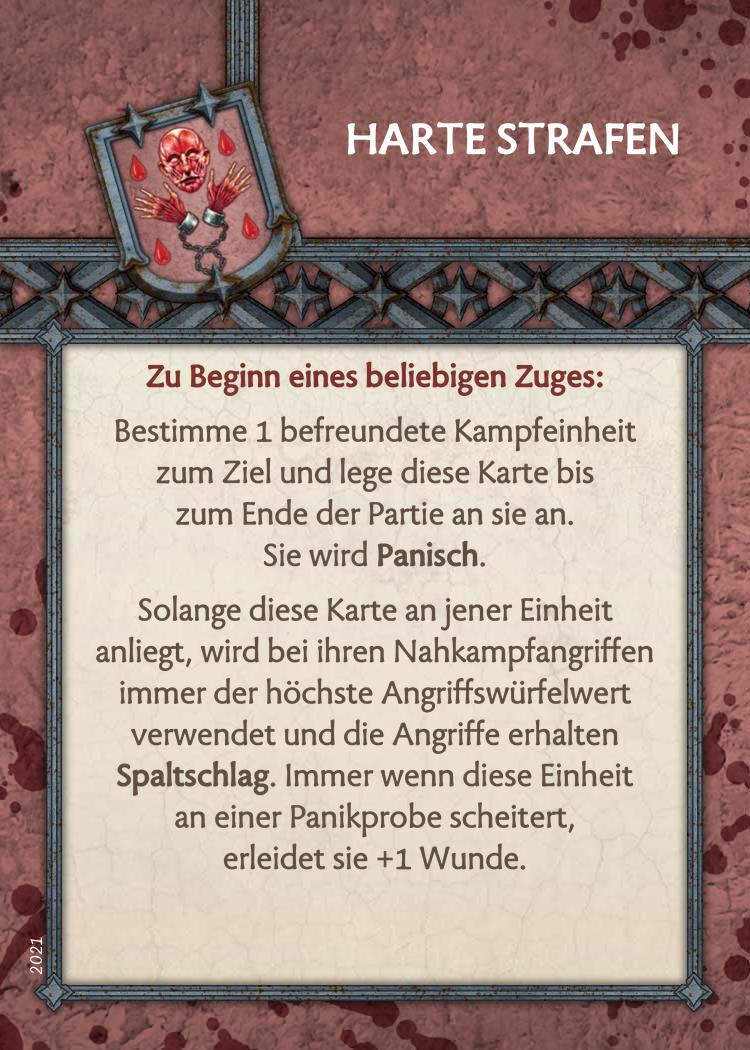 HARTE STRAFEN
Zu Beginn eines beliebigen Zuges:
Bestimme 1 befreundete Kampfeinheit
zum Ziel und lege diese Karte bis
zum Ende der Partie an sie an.
Sie wird Panisch.
Solange diese Karte an jener Einheit
anliegt, wird bei ihren Nahkampfangriffen
immer der höchste Angriffswürfelwert
verwendet und die Angriffe erhalten
Spaltschlag. Immer wenn diese Einheit
an einer Panikprobe scheitert,
erleidet sie +1 Wunde.
2021